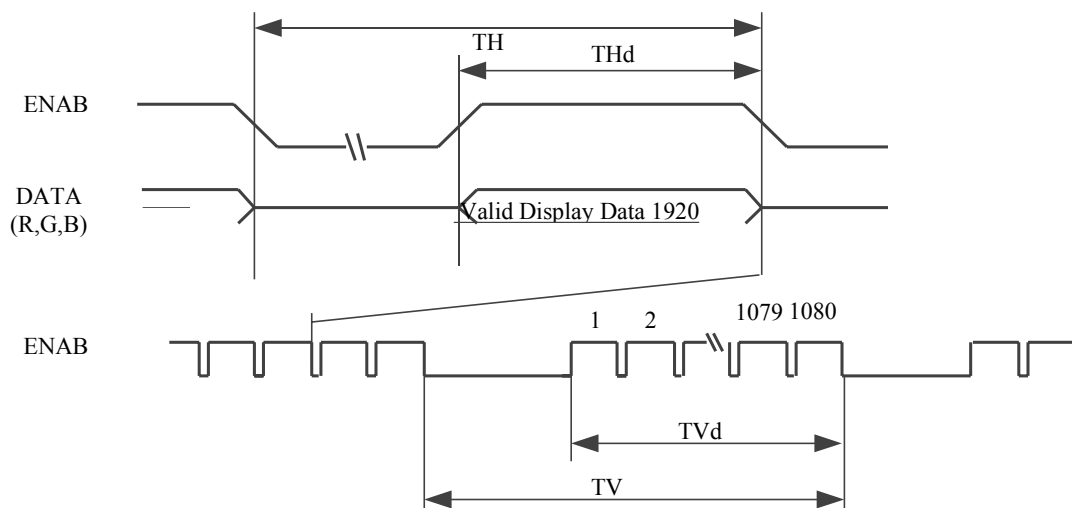 TH
THd
ENAB
DATA
(R,G,B)
Valid Display Data 1920
1 2 1079 1080
ENAB
TVd
TV